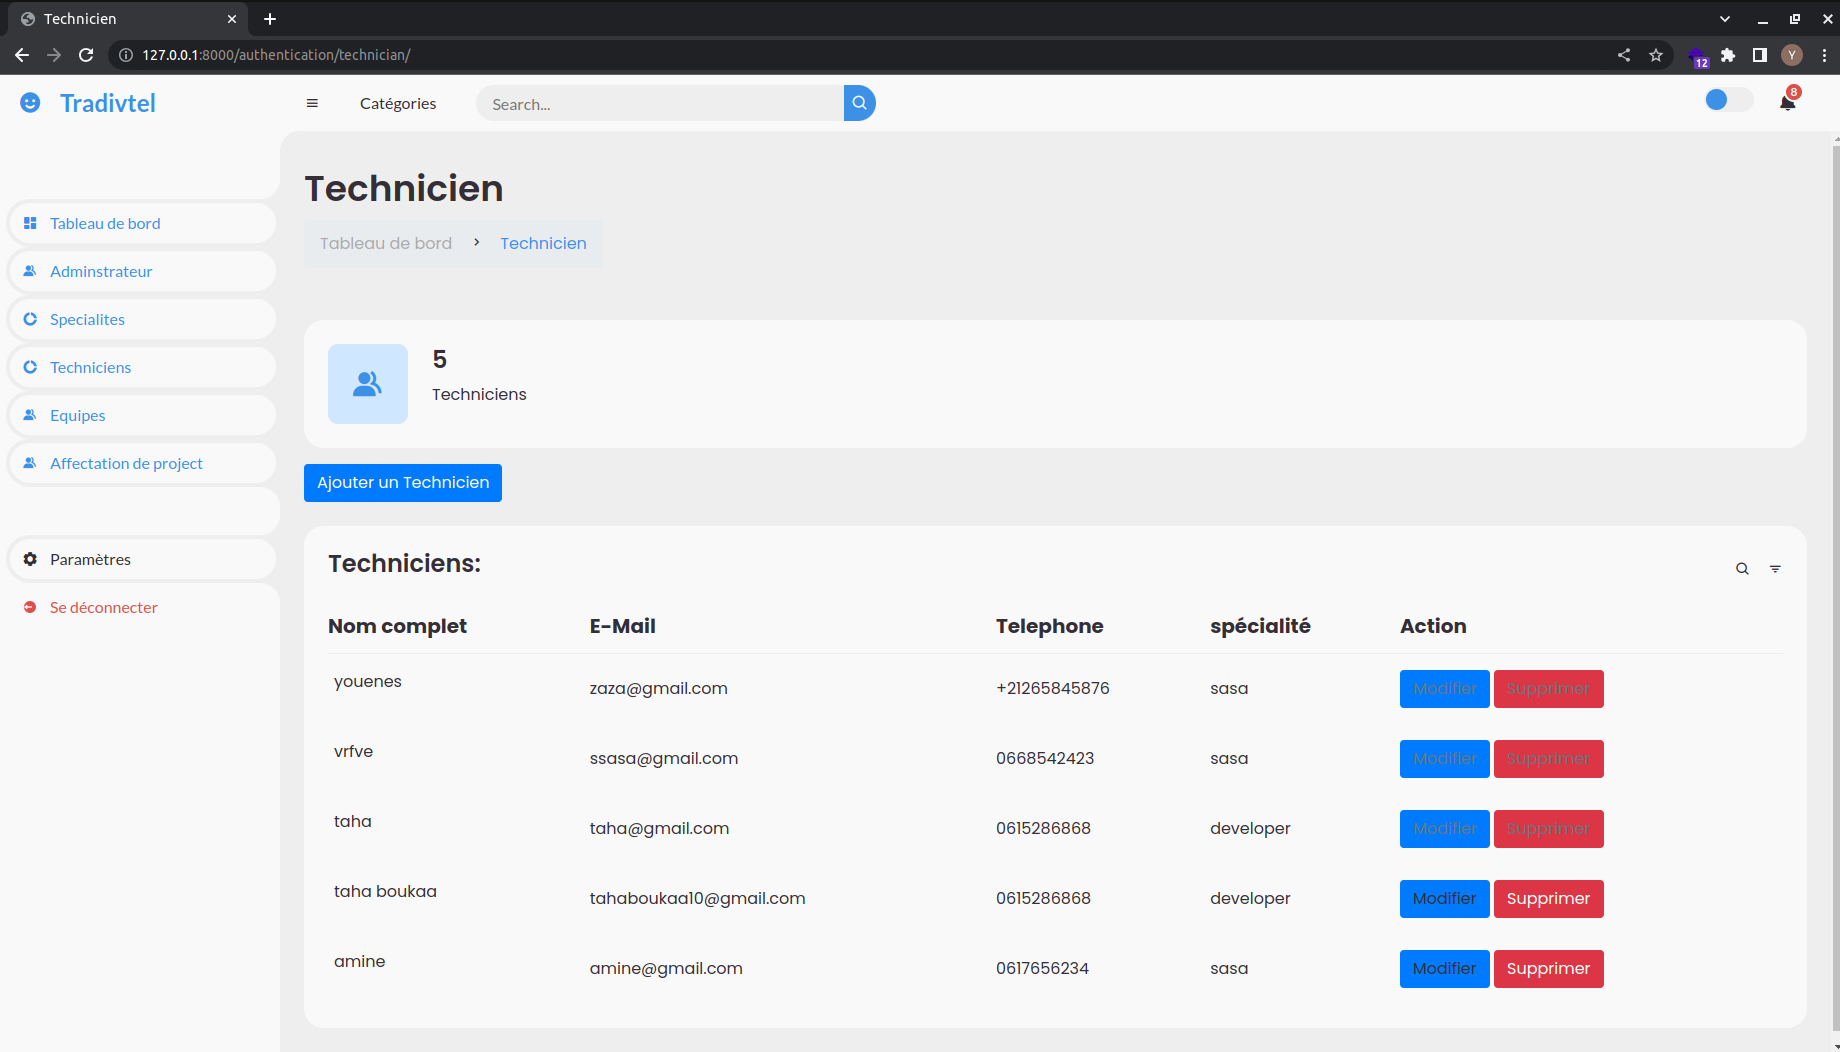 Technicien
127.0.0.1:8000/authentication/technician/
12
Y
Tradivtel
Catégories
Search...
8
Tableau de bord
Adminstrateur
Specialites
Techniciens
Equipes
Affectation de project
Paramètres
Se déconnecter
Technicien
Tableau de bord > Technicien
5
Techniciens
Ajouter un Technicien
Techniciens:
Nom complet E-Mail Telephone spécialité Action
youenes zaza@gmail.com +21265845876 sasa Modifier Supprimer
vrfve ssasa@gmail.com 0668542423 sasa Modifier Supprimer
taha taha@gmail.com 0615286868 developer Modifier Supprimer
taha boukaa tahaboukaa10@gmail.com 0615286868 developer Modifier Supprimer
amine amine@gmail.com 0617656234 sasa Modifier Supprimer